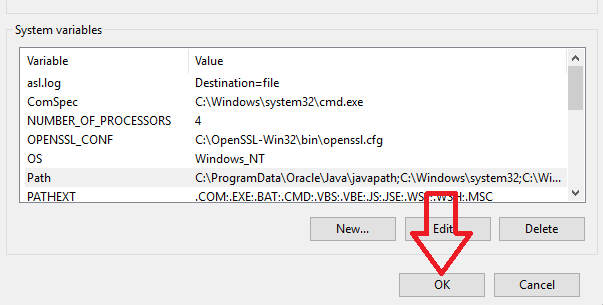 System variables
Variable Value
asl.log Destination=file
ComSpec C:\Windows\system32\cmd.exe
NUMBER_OF_PROCESSORS 4
OPENSSL_CONF C:\OpenSSL-Win32\bin\openssl.cfg
OS Windows_NT
Path C:\ProgramData\Oracle\Java\javapath;C:\Windows\system32;C:\Wi...
PATHEXT .COM;.EXE;.BAT;.CMD;.VBS;.VBE;.JS;.JSE;.WSF;.WSH;.MSC
New... Edit... Delete
OK Cancel